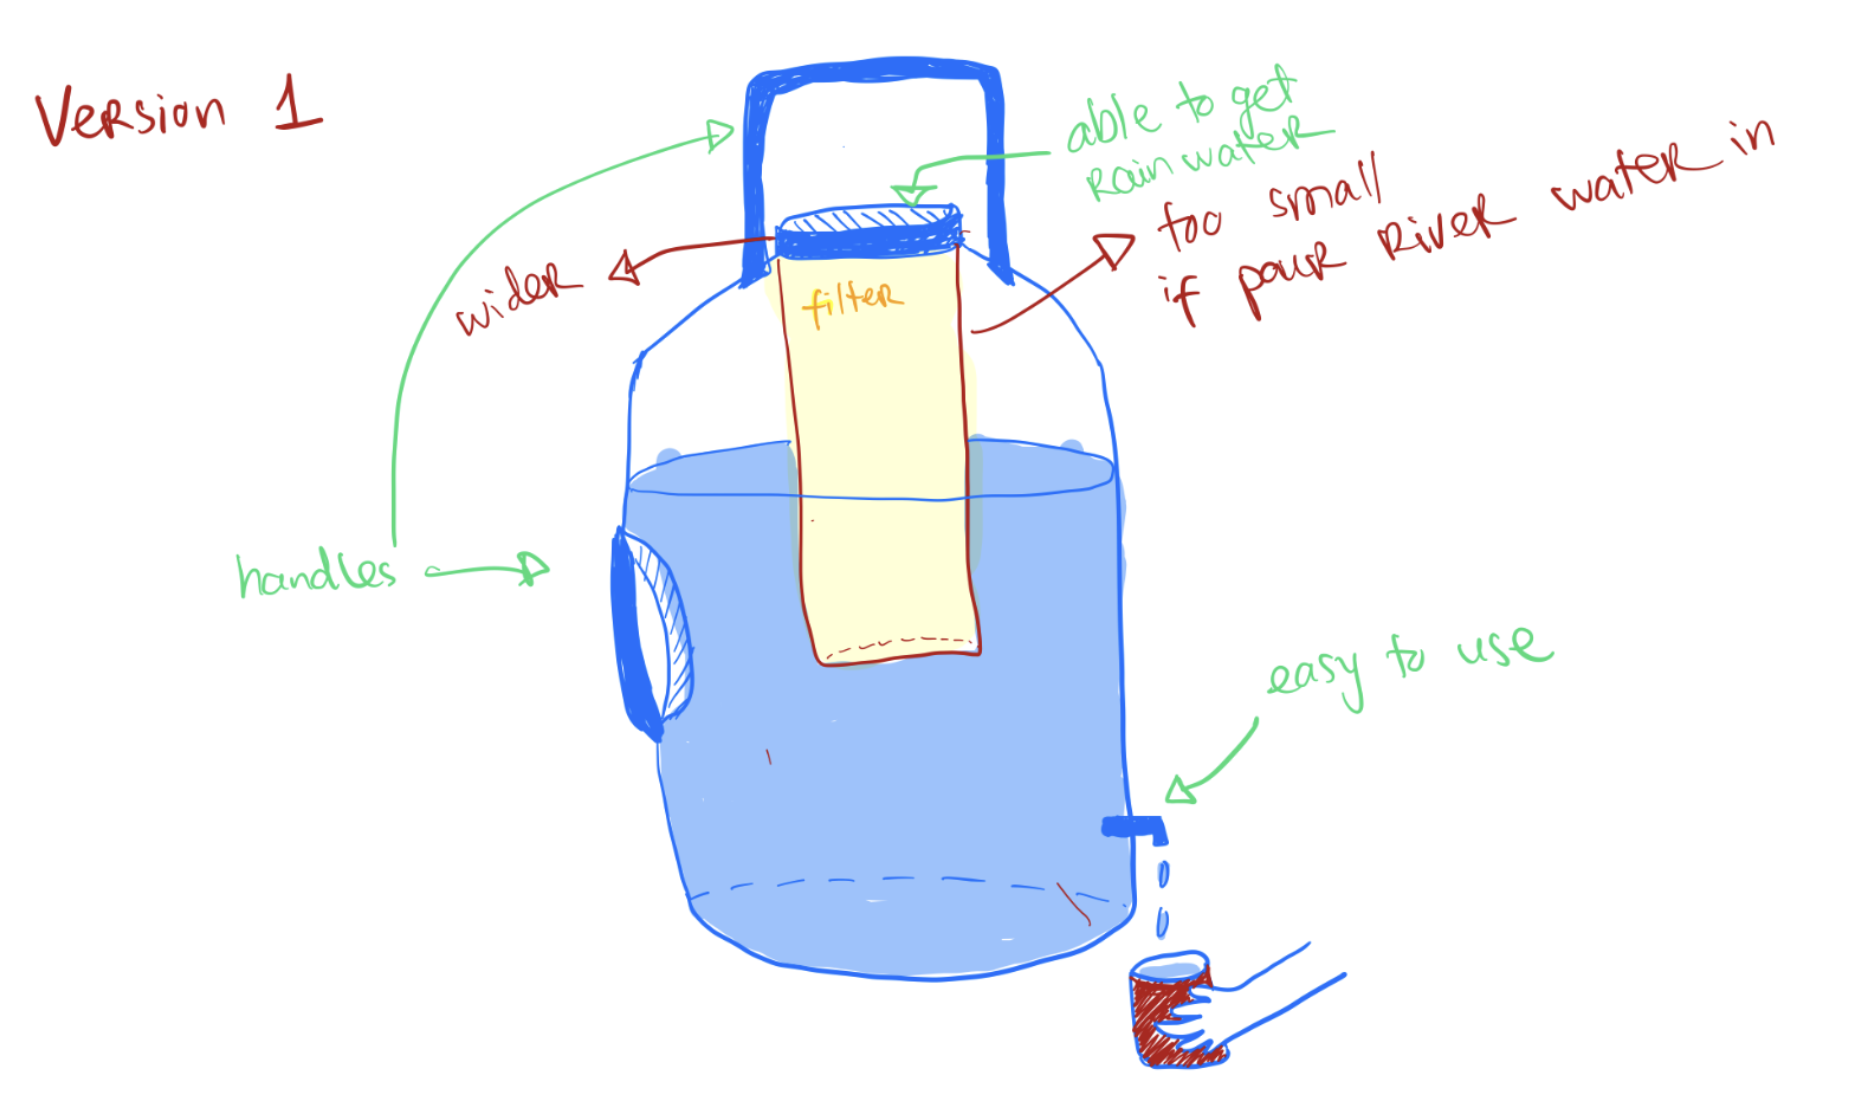 Version 1
able to get
rain water
too small
if pour river water in
wider
filter
handles
easy to use